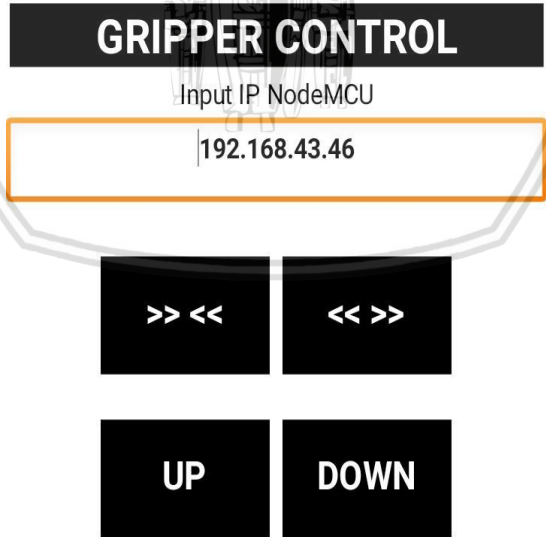 GRIPPER CONTROL
Input IP NodeMCU
192.168.43.46
>> << << >>
UP DOWN